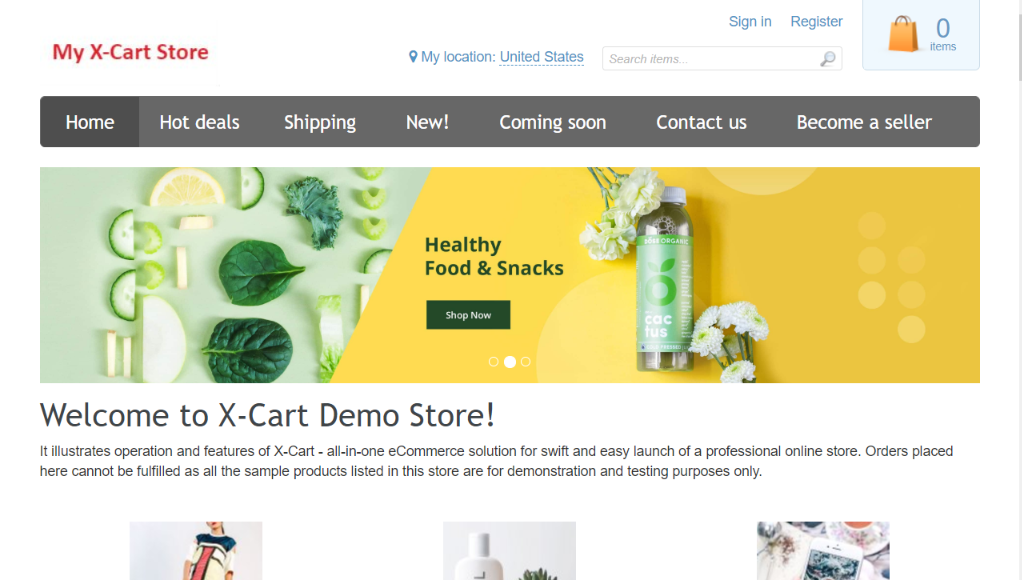 Sign in Register
0
items
My X-Cart Store
My location: United States
Search items...
Home Hot deals Shipping New! Coming soon Contact us Become a seller
Healthy
Food & Snacks
Shop Now
cac
tus
Welcome to X-Cart Demo Store!
It illustrates operation and features of X-Cart - all-in-one eCommerce solution for swift and easy launch of a professional online store. Orders placed
here cannot be fulfilled as all the sample products listed in this store are for demonstration and testing purposes only.